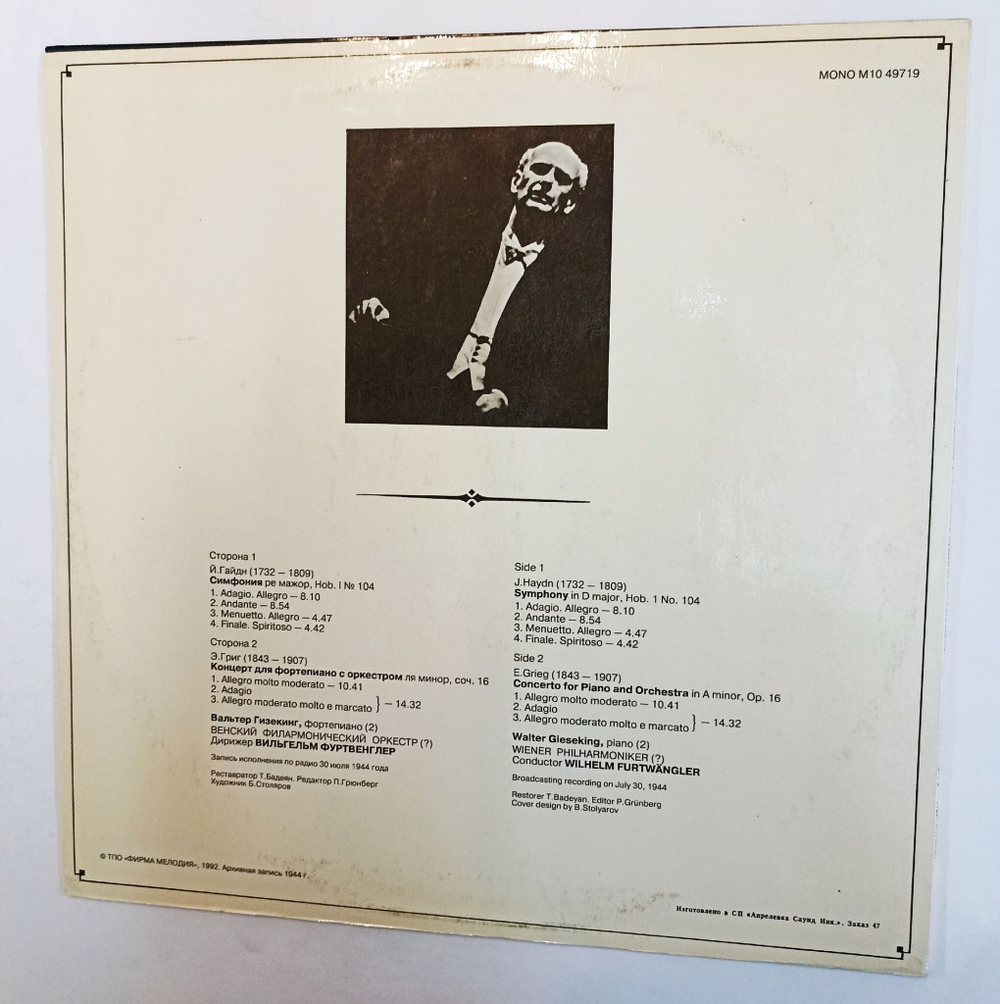 MONO M10 49719
Сторона 1
Й.Гайдн (1732 — 1809)
Симфония ре мажор, Hob. I № 104
1. Adagio. Allegro — 8.10
2. Andante — 8.54
3. Menuetto. Allegro — 4.47
4. Finale. Spiritoso — 4.42
Сторона 2
Э.Григ (1843 — 1907)
Концерт для фортепиано с оркестром ля минор, соч. 16
1. Allegro molto moderato — 10.41
2. Adagio
3. Allegro moderato molto e marcato } — 14.32
Вальтер Гизекинг, фортепиано (2)
ВЕНСКИЙ ФИЛАРМОНИЧЕСКИЙ ОРКЕСТР (?)
Дирижер ВИЛЬГЕЛЬМ ФУРТВЕНГЛЕР
Запись исполнения по радио 30 июля 1944 года
Реставратор Т.Бадеян. Редактор П.Грюнберг
Художник Б.Столяров
Side 1
J.Haydn (1732 — 1809)
Symphony in D major, Hob. 1 No. 104
1. Adagio. Allegro — 8.10
2. Andante — 8.54
3. Menuetto. Allegro — 4.47
4. Finale. Spiritoso — 4.42
Side 2
E.Grieg (1843 — 1907)
Concerto for Piano and Orchestra in A minor, Op. 16
1. Allegro molto moderato — 10.41
2. Adagio
3. Allegro moderato molto e marcato } — 14.32
Walter Gieseking, piano (2)
WIENER PHILHARMONIKER (?)
Conductor WILHELM FURTWÄNGLER
Broadcasting recording on July 30, 1944
Restorer T.Badeyan. Editor P.Grünberg
Cover design by B.Stolyarov
© ТПО «ФИРМА МЕЛОДИЯ», 1992. Архивная запись 1944 г.
Изготовлено в СП «Апрелевка Саунд Инк.». Заказ 47